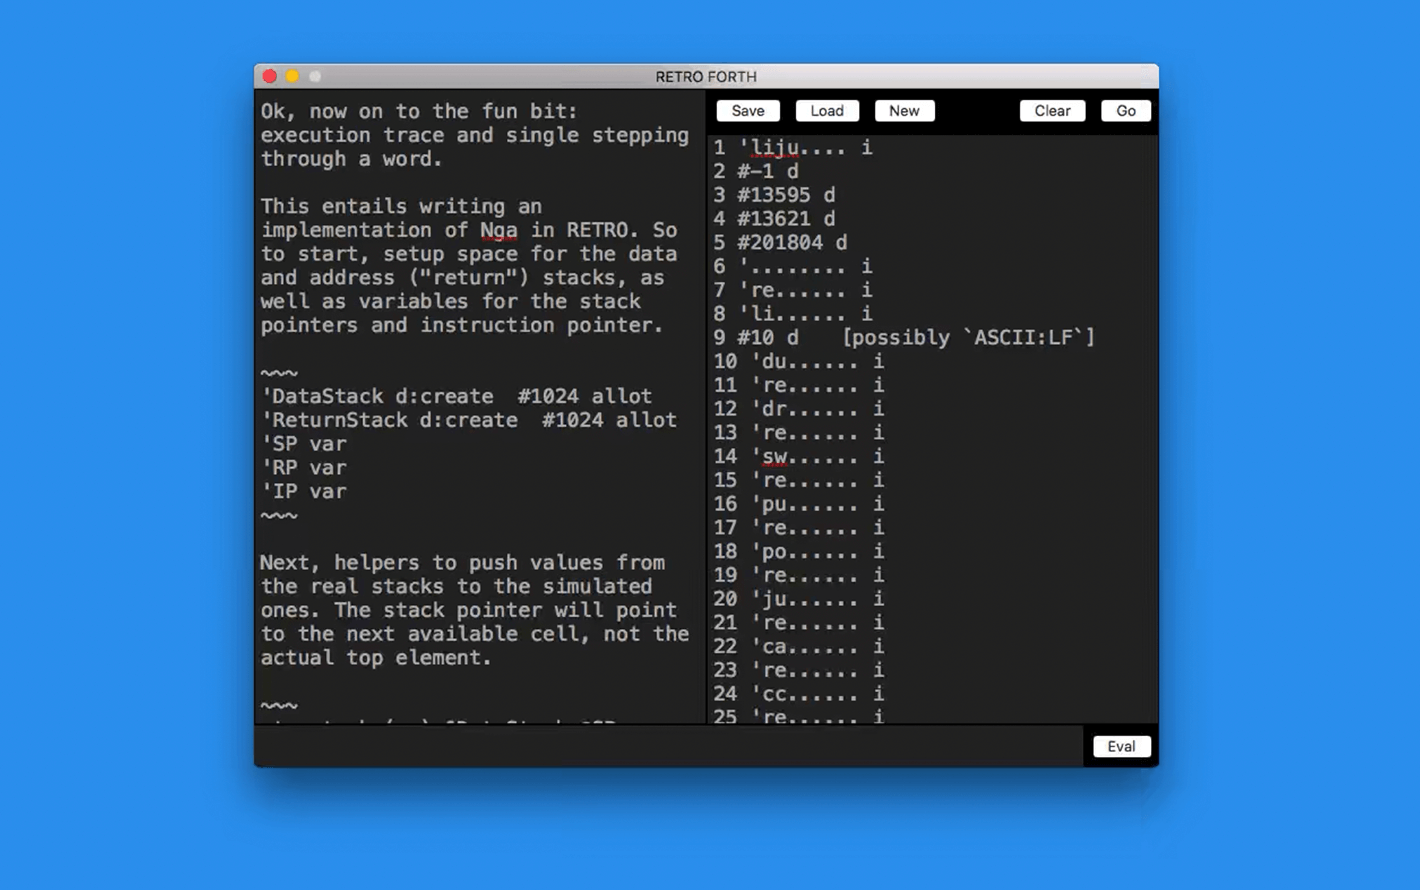 RETRO FORTH
Ok, now on to the fun bit:
execution trace and single stepping
through a word.
This entails writing an
implementation of Nga in RETRO. So
to start, setup space for the data
and address ("return") stacks, as
well as variables for the stack
pointers and instruction pointer.
~~~
'DataStack d:create  #1024 allot
'ReturnStack d:create  #1024 allot
'SP var
'RP var
'IP var
~~~
Next, helpers to push values from
the real stacks to the simulated
ones. The stack pointer will point
to the next available cell, not the
actual top element.
~~~
Save Load New Clear Go
1 'liju.... i
2 #-1 d
3 #13595 d
4 #13621 d
5 #201804 d
6 '........ i
7 're...... i
8 'li...... i
9 #10 d    [possibly `ASCII:LF`]
10 'du...... i
11 're...... i
12 'dr...... i
13 're...... i
14 'sw...... i
15 're...... i
16 'pu...... i
17 're...... i
18 'po...... i
19 're...... i
20 'ju...... i
21 're...... i
22 'ca...... i
23 're...... i
24 'cc...... i
25 're...... i
Eval